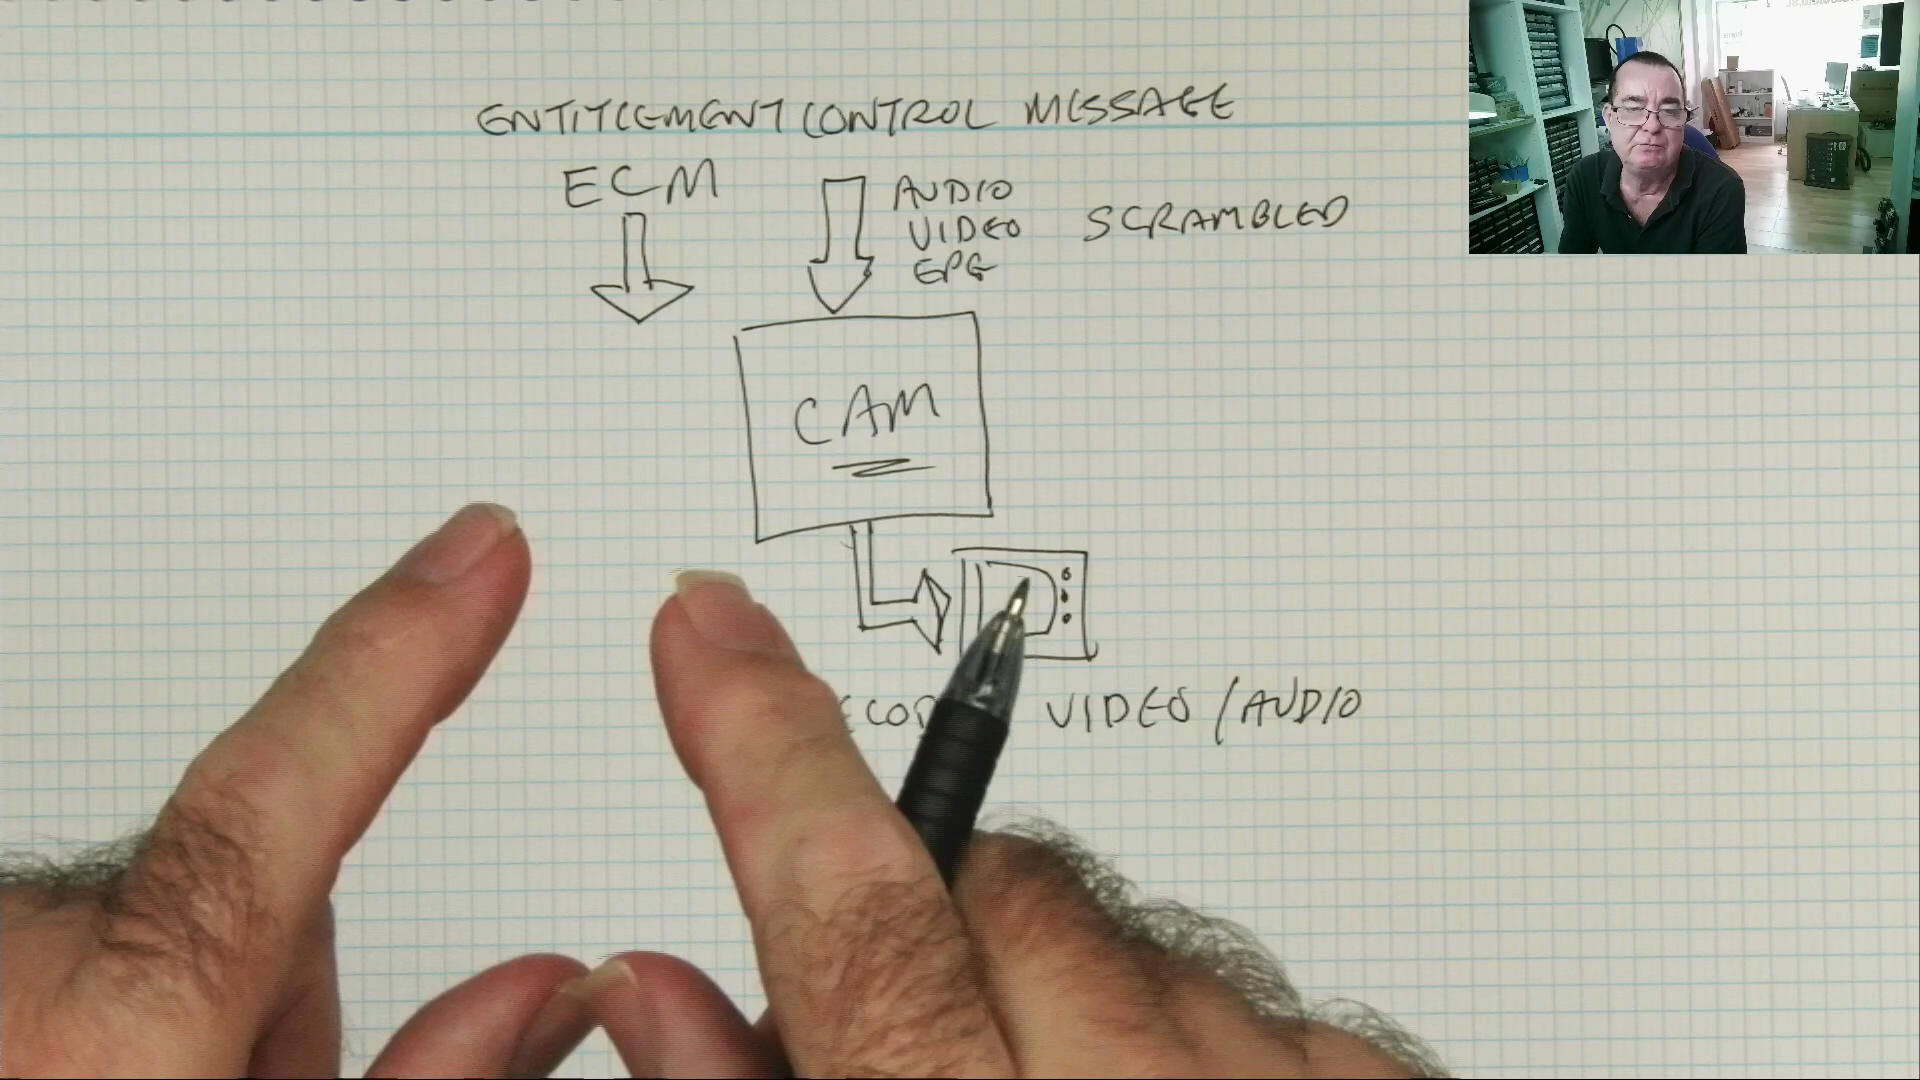 ENTITLEMENT CONTROL MESSAGE
ECM
AUDIO
VIDEO SCRAMBLED
EPG
CAM
VIDEO / AUDIO